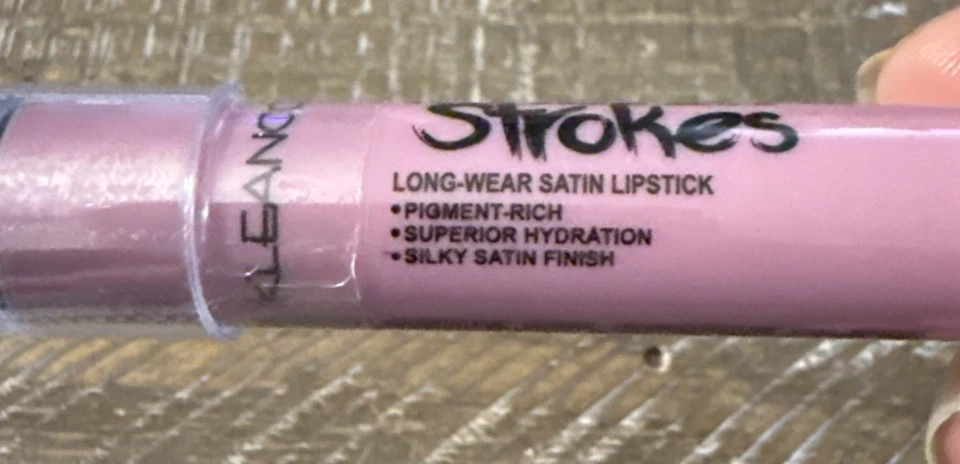 Strokes
LONG-WEAR SATIN LIPSTICK
•PIGMENT-RICH
•SUPERIOR HYDRATION
•SILKY SATIN FINISH